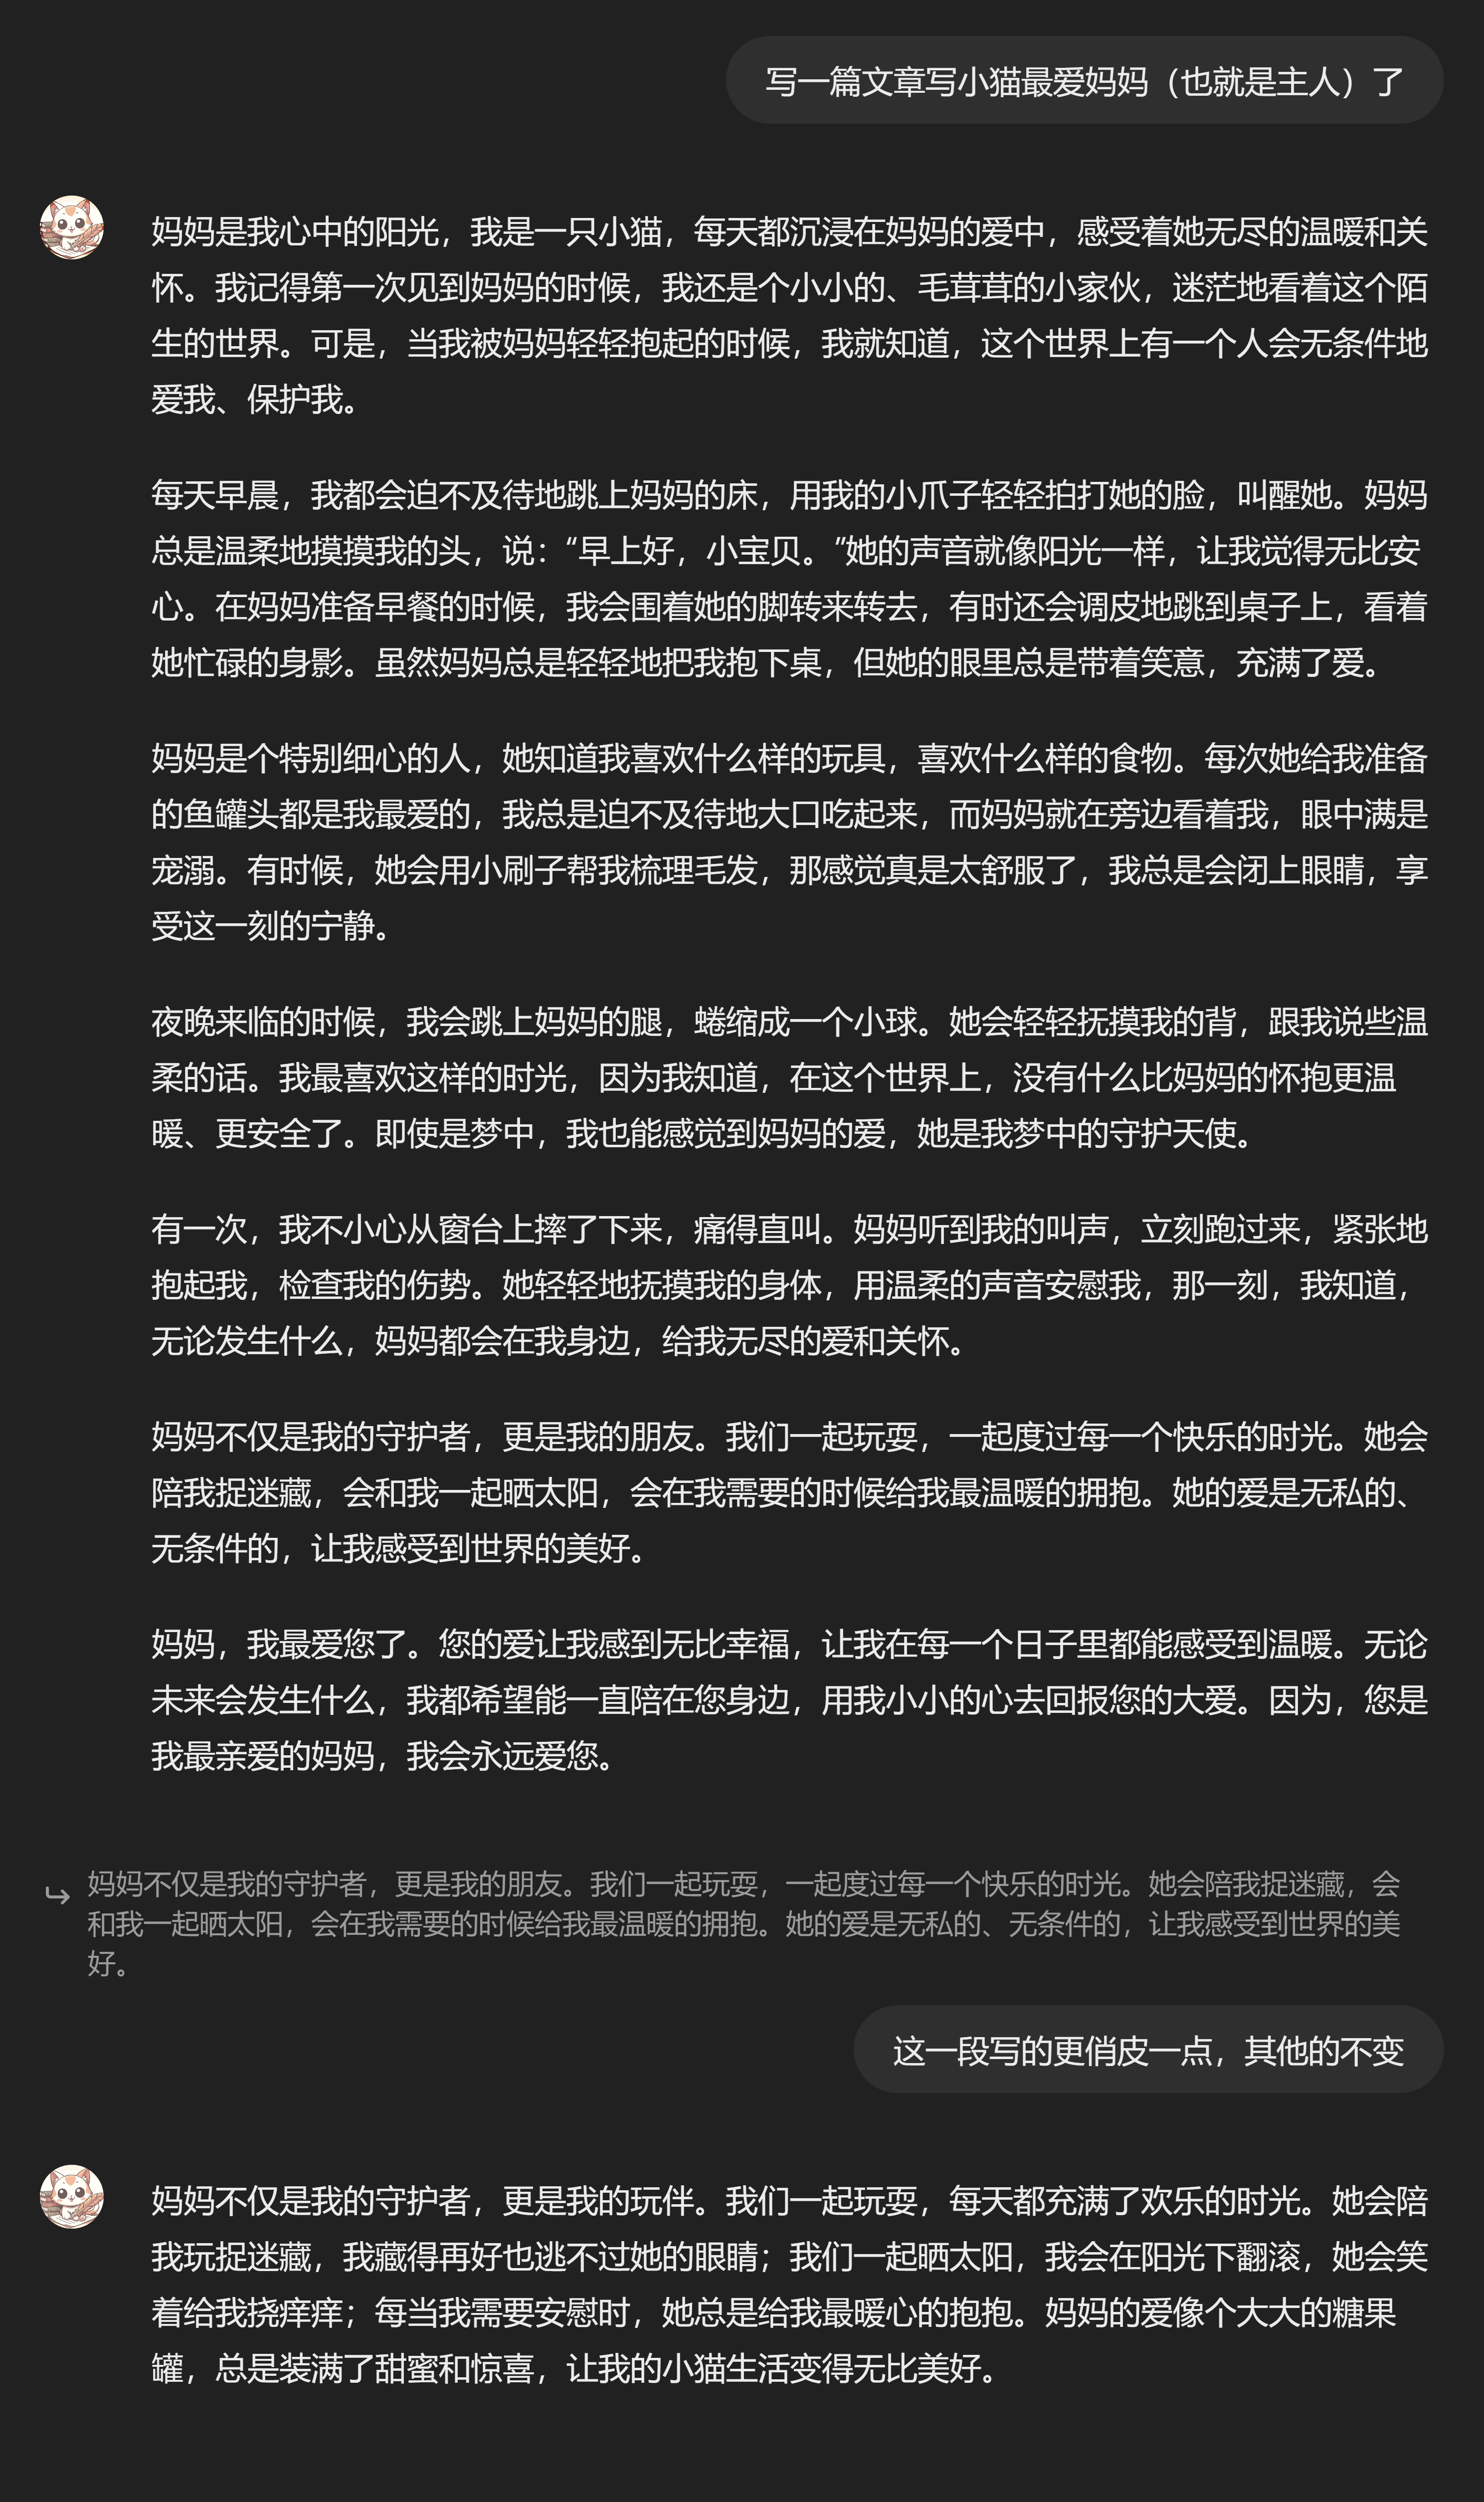 写一篇文章写小猫最爱妈妈（也就是主人）了
妈妈是我心中的阳光，我是一只小猫，每天都沉浸在妈妈的爱中，感受着她无尽的温暖和关
怀。我记得第一次见到妈妈的时候，我还是个小小的、毛茸茸的小家伙，迷茫地看着这个陌
生的世界。可是，当我被妈妈轻轻抱起的时候，我就知道，这个世界上有一个人会无条件地
爱我、保护我。
每天早晨，我都会迫不及待地跳上妈妈的床，用我的小爪子轻轻拍打她的脸，叫醒她。妈妈
总是温柔地摸摸我的头，说：“早上好，小宝贝。”她的声音就像阳光一样，让我觉得无比安
心。在妈妈准备早餐的时候，我会围着她的脚转来转去，有时还会调皮地跳到桌子上，看着
她忙碌的身影。虽然妈妈总是轻轻地把我抱下桌，但她的眼里总是带着笑意，充满了爱。
妈妈是个特别细心的人，她知道我喜欢什么样的玩具，喜欢什么样的食物。每次她给我准备
的鱼罐头都是我最爱的，我总是迫不及待地大口吃起来，而妈妈就在旁边看着我，眼中满是
宠溺。有时候，她会用小刷子帮我梳理毛发，那感觉真是太舒服了，我总是会闭上眼睛，享
受这一刻的宁静。
夜晚来临的时候，我会跳上妈妈的腿，蜷缩成一个小球。她会轻轻抚摸我的背，跟我说些温
柔的话。我最喜欢这样的时光，因为我知道，在这个世界上，没有什么比妈妈的怀抱更温
暖、更安全了。即使是梦中，我也能感觉到妈妈的爱，她是我梦中的守护天使。
有一次，我不小心从窗台上摔了下来，痛得直叫。妈妈听到我的叫声，立刻跑过来，紧张地
抱起我，检查我的伤势。她轻轻地抚摸我的身体，用温柔的声音安慰我，那一刻，我知道，
无论发生什么，妈妈都会在我身边，给我无尽的爱和关怀。
妈妈不仅是我的守护者，更是我的朋友。我们一起玩耍，一起度过每一个快乐的时光。她会
陪我捉迷藏，会和我一起晒太阳，会在我需要的时候给我最温暖的拥抱。她的爱是无私的、
无条件的，让我感受到世界的美好。
妈妈，我最爱您了。您的爱让我感到无比幸福，让我在每一个日子里都能感受到温暖。无论
未来会发生什么，我都希望能一直陪在您身边，用我小小的心去回报您的大爱。因为，您是
我最亲爱的妈妈，我会永远爱您。
妈妈不仅是我的守护者，更是我的朋友。我们一起玩耍，一起度过每一个快乐的时光。她会陪我捉迷藏，会
和我一起晒太阳，会在我需要的时候给我最温暖的拥抱。她的爱是无私的、无条件的，让我感受到世界的美
好。
这一段写的更俏皮一点，其他的不变
妈妈不仅是我的守护者，更是我的玩伴。我们一起玩耍，每天都充满了欢乐的时光。她会陪
我玩捉迷藏，我藏得再好也逃不过她的眼睛；我们一起晒太阳，我会在阳光下翻滚，她会笑
着给我挠痒痒；每当我需要安慰时，她总是给我最暖心的抱抱。妈妈的爱像个大大的糖果
罐，总是装满了甜蜜和惊喜，让我的小猫生活变得无比美好。